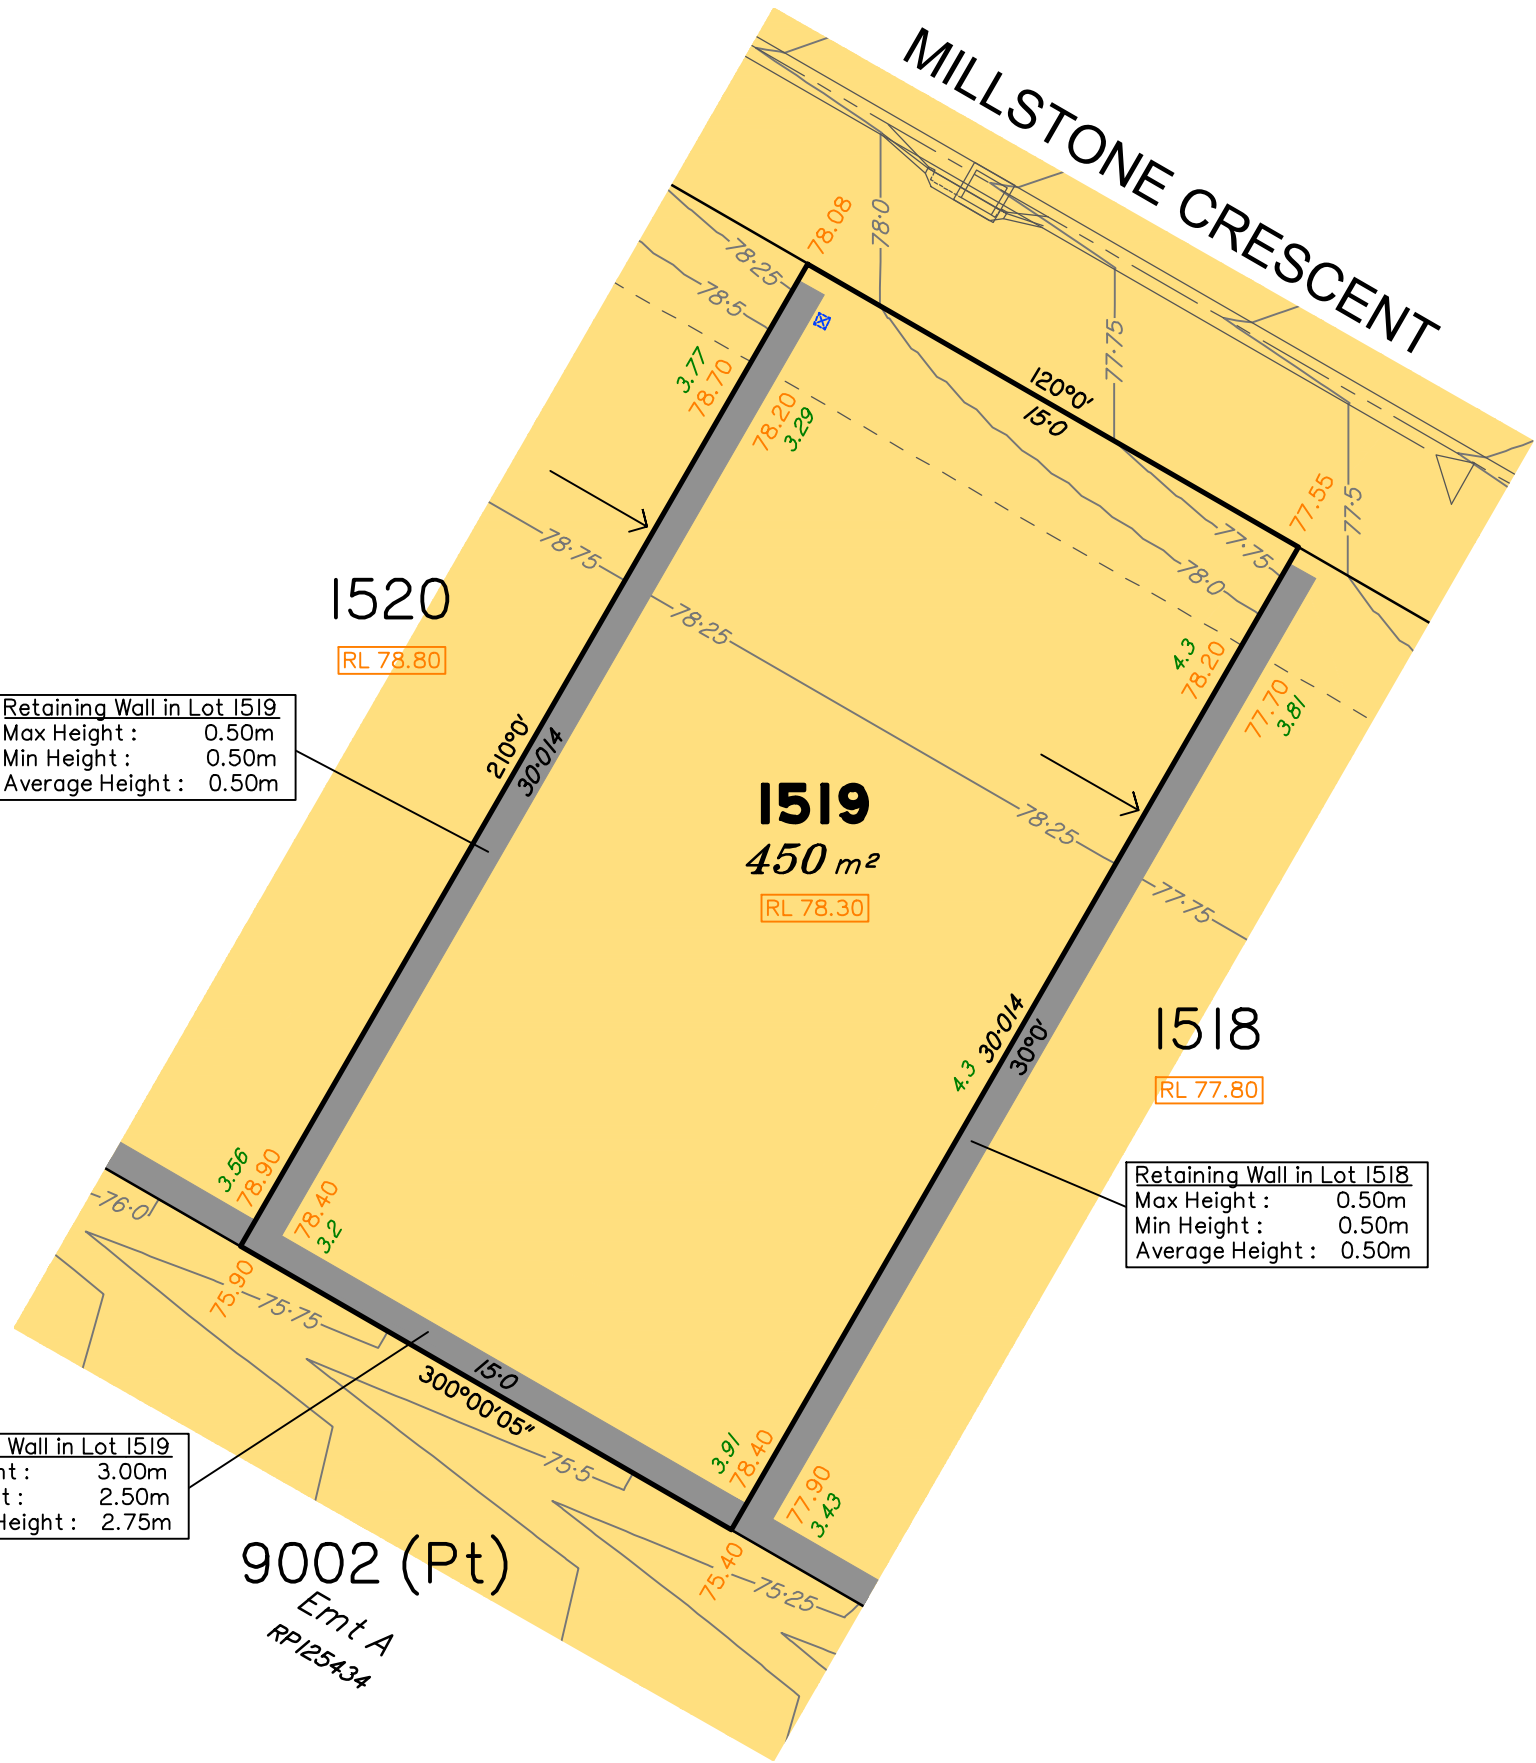 MILLSTONE CRESCENT
78.08
78·0
78·25
78·5
77·75
120°0'
15·0
3.77
78.70
78.20
3.29
77.55
77·5
77·75
78·0
78·75
78·25
1520
RL 78.80
4.3
78.20
77.70
3.81
Retaining Wall in Lot 1519
Max Height : 0.50m
Min Height : 0.50m
Average Height : 0.50m
210°0'
30·014
1519
450 m²
RL 78.30
78·25
77·75
30·014
30°0'
4.3
1518
RL 77.80
Retaining Wall in Lot 1518
Max Height : 0.50m
Min Height : 0.50m
Average Height : 0.50m
3.56
78.90
78.40
3.2
76·0
75.90
75·75
15·0
300°00'05"
3.91
78.40
77.90
3.43
75·5
Wall in Lot 1519
nt : 3.00m
t : 2.50m
Height : 2.75m
75.40
75·25
9002 (Pt)
Emt A
RP125434